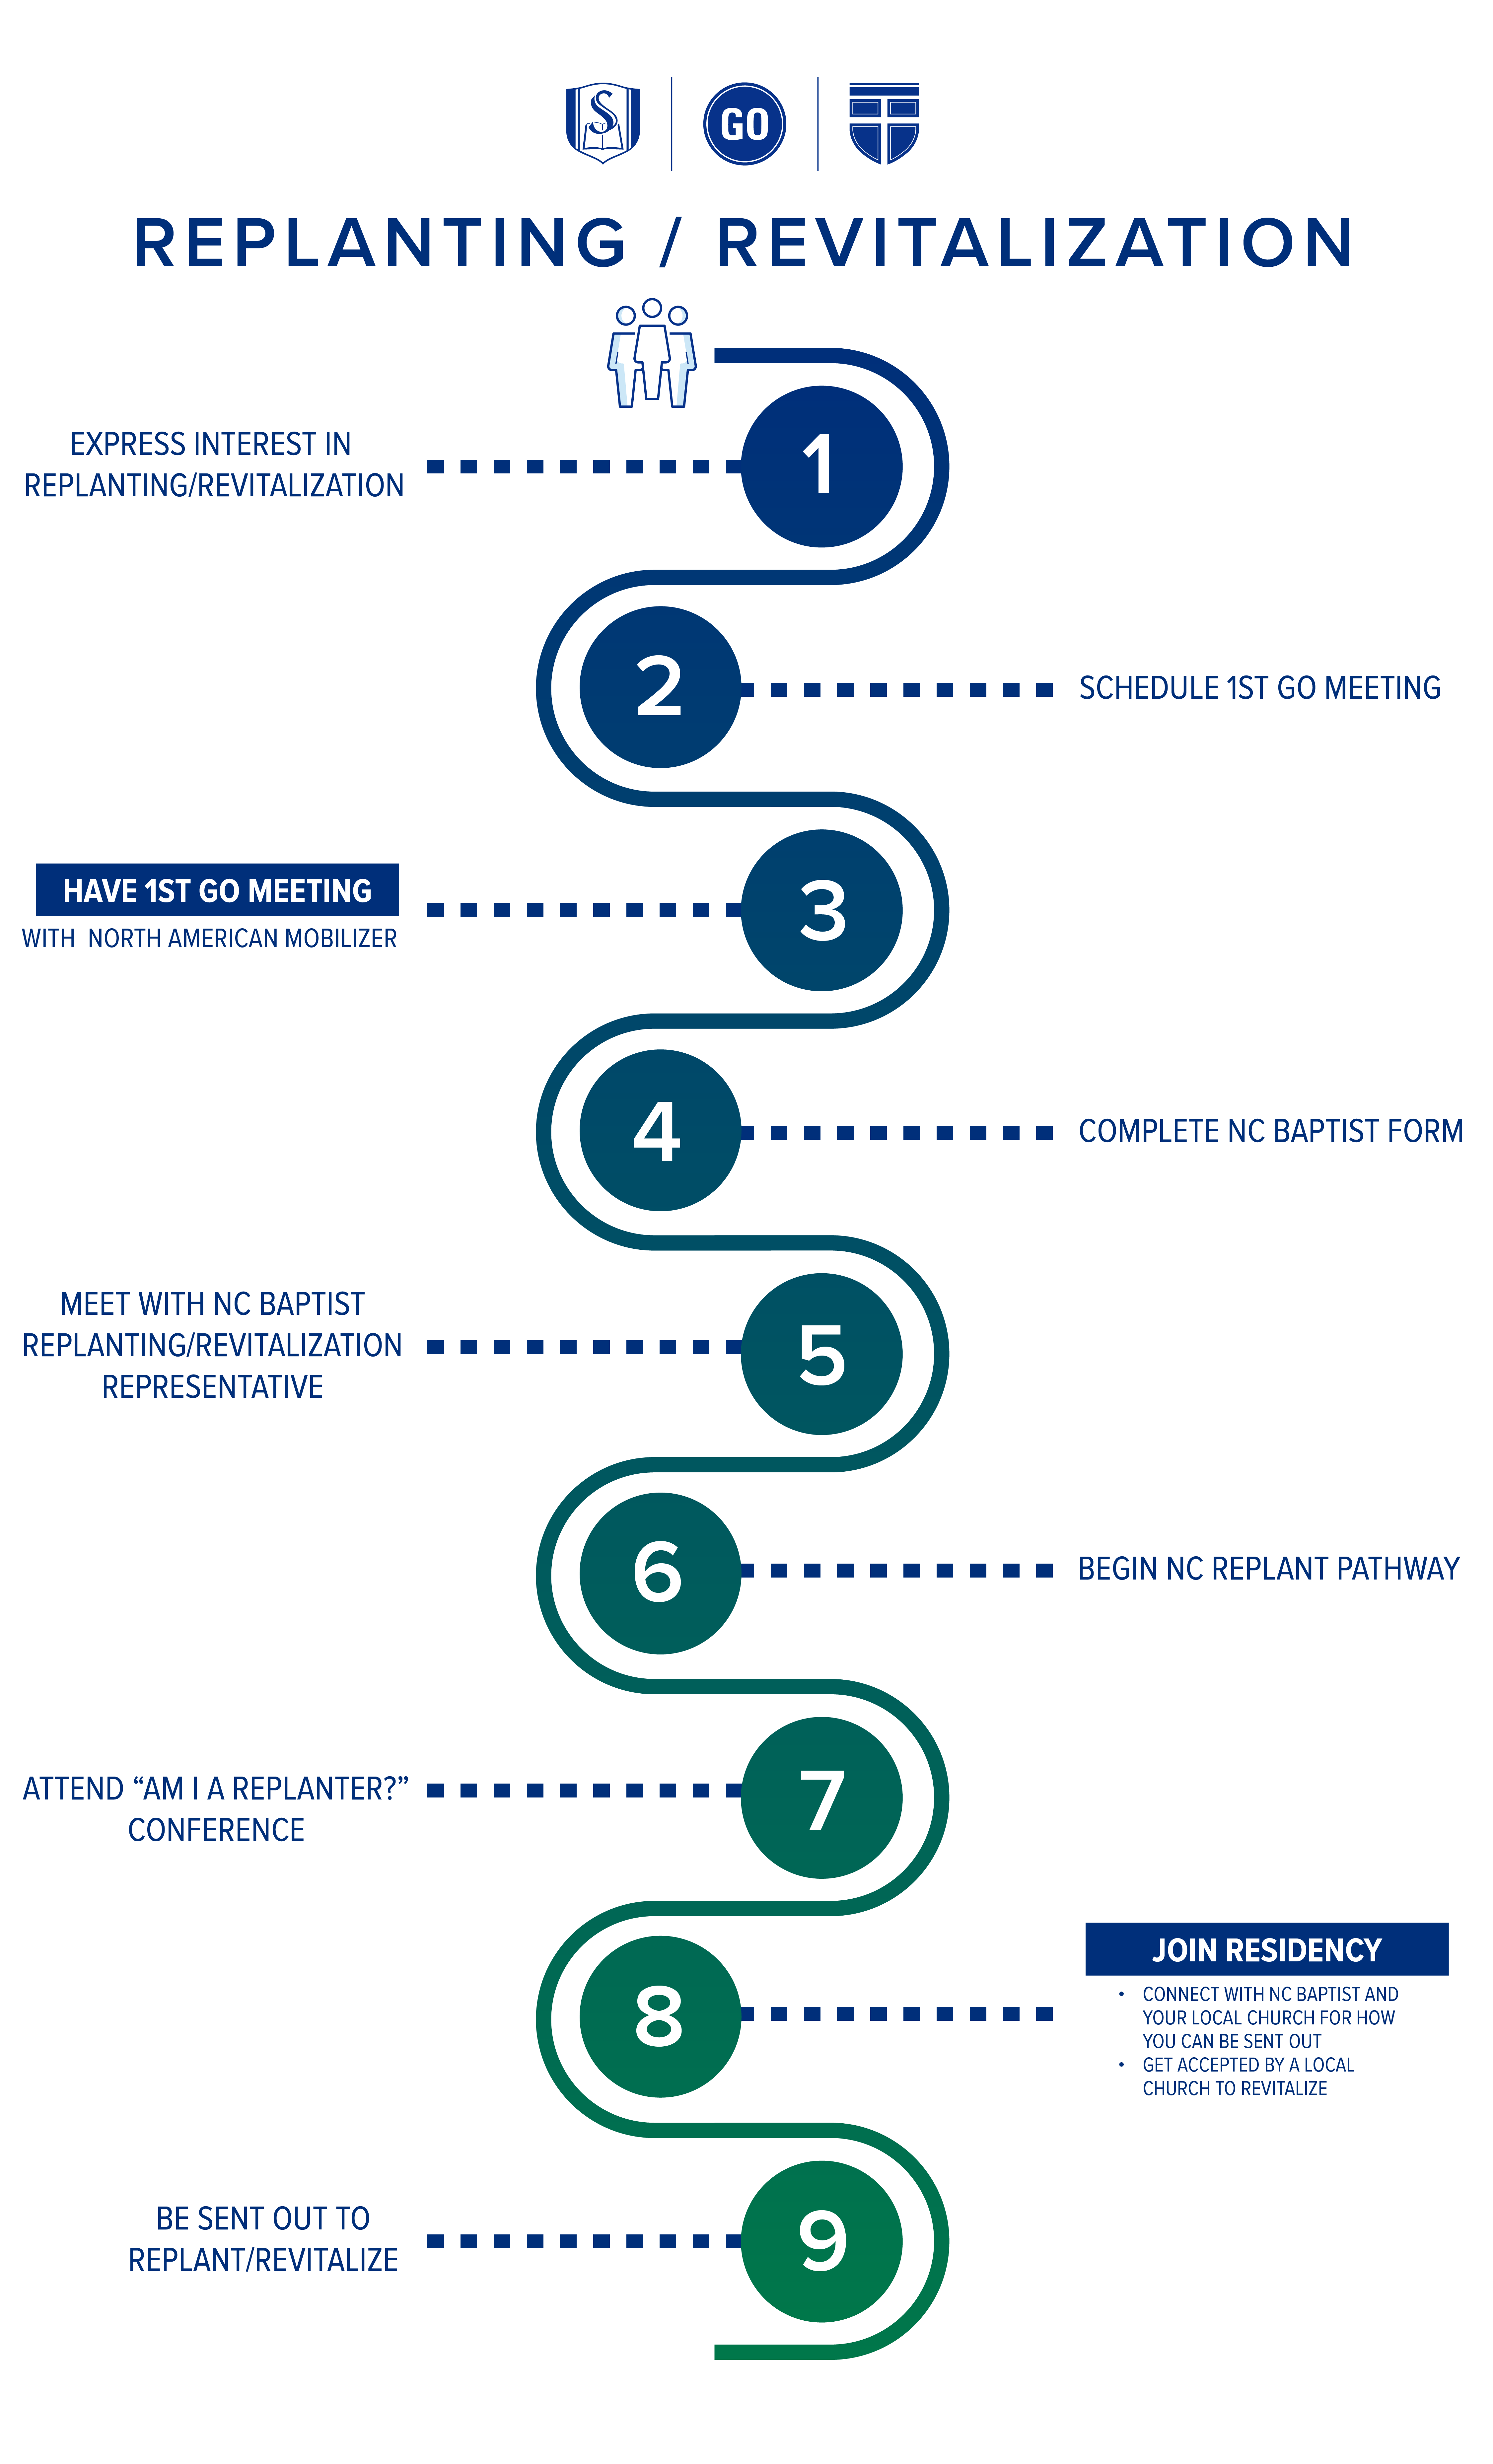 S
GO
REPLANTING / REVITALIZATION
1
EXPRESS INTEREST IN
REPLANTING/REVITALIZATION
2
SCHEDULE 1ST GO MEETING
3
HAVE 1ST GO MEETING
WITH NORTH AMERICAN MOBILIZER
4
COMPLETE NC BAPTIST FORM
5
MEET WITH NC BAPTIST
REPLANTING/REVITALIZATION
REPRESENTATIVE
6
BEGIN NC REPLANT PATHWAY
7
ATTEND “AM I A REPLANTER?”
CONFERENCE
8
JOIN RESIDENCY
• CONNECT WITH NC BAPTIST AND
YOUR LOCAL CHURCH FOR HOW
YOU CAN BE SENT OUT
• GET ACCEPTED BY A LOCAL
CHURCH TO REVITALIZE
9
BE SENT OUT TO
REPLANT/REVITALIZE